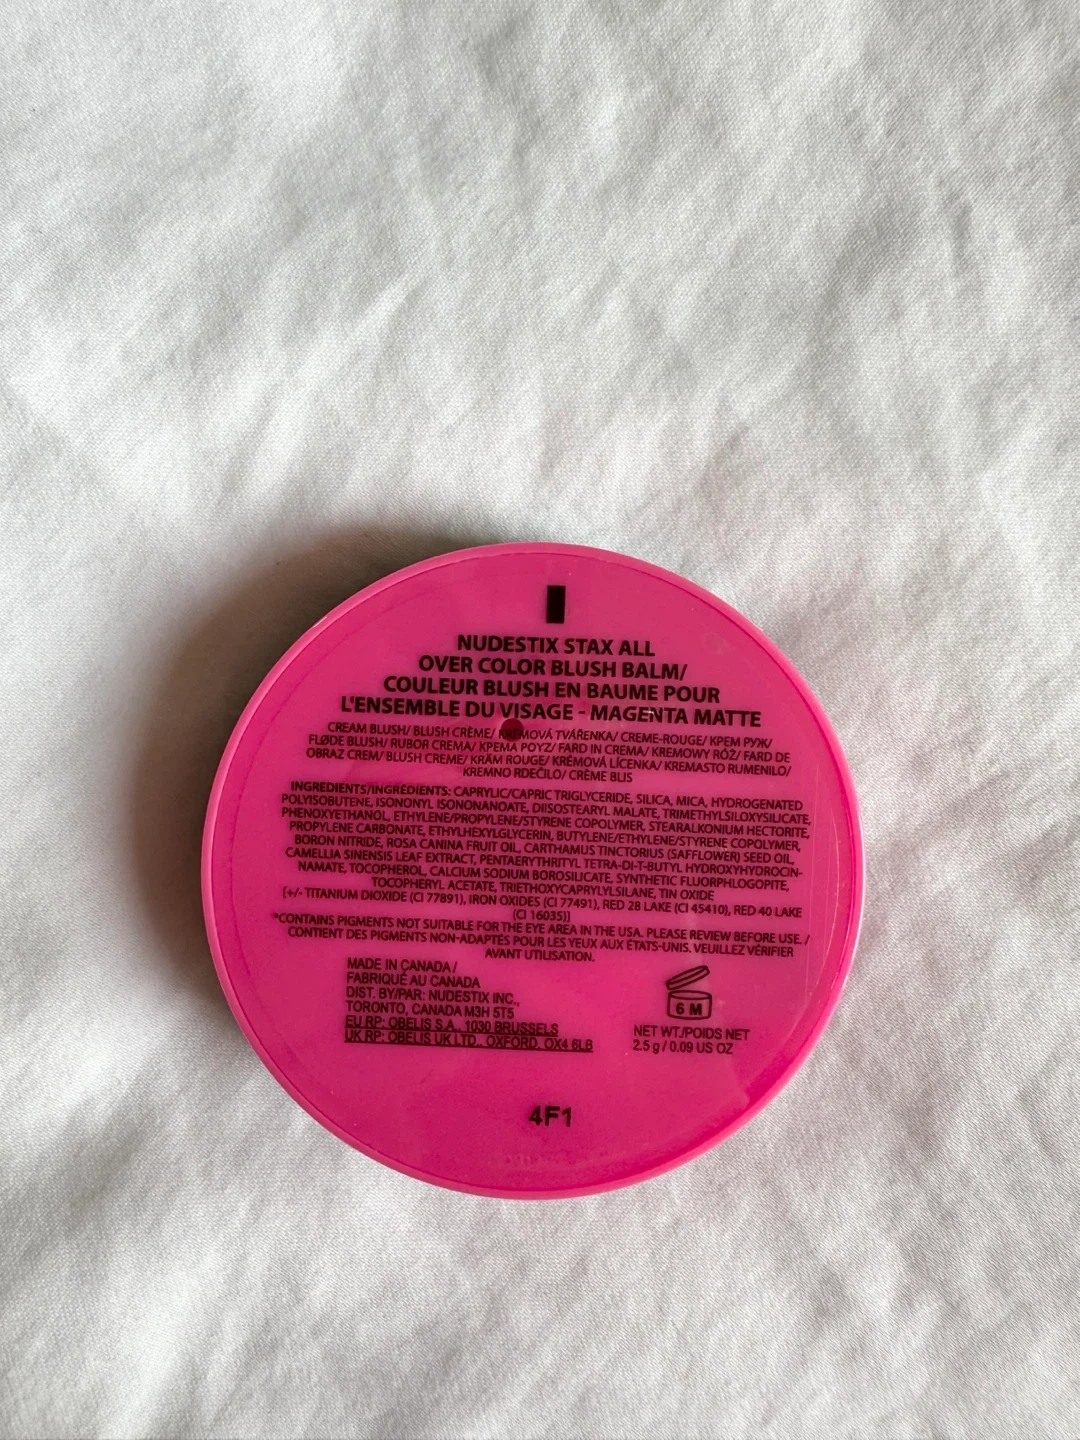 NUDESTIX STAX ALL
OVER COLOR BLUSH BALM/
COULEUR BLUSH EN BAUME POUR
L'ENSEMBLE DU VISAGE - MAGENTA MATTE
CREAM BLUSH/ BLUSH CRÈME/ KRÉMOVÁ TVÁŘENKA/ CREME-ROUGE/ КРЕМ РУЖ/
FLØDE BLUSH/ RUBOR CREMA/ ΚΡΕΜΑ ΡΟΥΖ/ FARD IN CREMA/ KREMOWY RÓŻ/ FARD DE
OBRAZ CREM/ BLUSH CREME/ KRÄM ROUGE/ KRÉMOVÁ LÍCENKA/ KREMASTO RUMENILO/
KREMNO RDEČILO/ CRÈME BLIS
INGREDIENTS/INGRÉDIENTS: CAPRYLIC/CAPRIC TRIGLYCERIDE, SILICA, MICA, HYDROGENATED
POLYISOBUTENE, ISONONYL ISONONANOATE, DIISOSTEARYL MALATE, TRIMETHYLSILOXYSILICATE,
PHENOXYETHANOL, ETHYLENE/PROPYLENE/STYRENE COPOLYMER, STEARALKONIUM HECTORITE,
PROPYLENE CARBONATE, ETHYLHEXYLGLYCERIN, BUTYLENE/ETHYLENE/STYRENE COPOLYMER,
BORON NITRIDE, ROSA CANINA FRUIT OIL, CARTHAMUS TINCTORIUS (SAFFLOWER) SEED OIL,
CAMELLIA SINENSIS LEAF EXTRACT, PENTAERYTHRITYL TETRA-DI-T-BUTYL HYDROXYHYDROCIN-
NAMATE, TOCOPHEROL, CALCIUM SODIUM BOROSILICATE, SYNTHETIC FLUORPHLOGOPITE,
TOCOPHERYL ACETATE, TRIETHOXYCAPRYLYLSILANE, TIN OXIDE
[+/- TITANIUM DIOXIDE (CI 77891), IRON OXIDES (CI 77491), RED 28 LAKE (CI 45410), RED 40 LAKE
(CI 16035)]
*CONTAINS PIGMENTS NOT SUITABLE FOR THE EYE AREA IN THE USA. PLEASE REVIEW BEFORE USE. /
CONTIENT DES PIGMENTS NON-ADAPTÉS POUR LES YEUX AUX ÉTATS-UNIS. VEUILLEZ VÉRIFIER
AVANT UTILISATION.
MADE IN CANADA /
FABRIQUÉ AU CANADA
DIST. BY/PAR: NUDESTIX INC.,
TORONTO, CANADA M3H 5T5
EU RP: OBELIS S.A., 1030 BRUSSELS
UK RP: OBELIS UK LTD., OXFORD, OX4 6LB
6 M
NET WT./POIDS NET
2.5 g / 0.09 US OZ
4F1